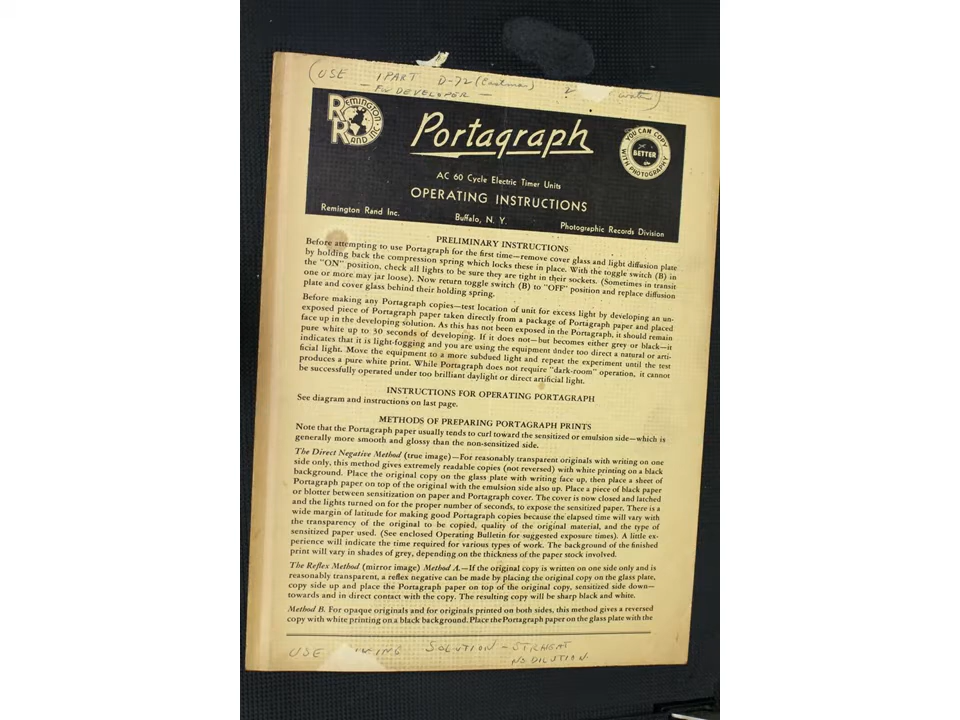 (USE 1 PART D-72 (Eastman) 2 water)
— For DEVELOPER —
REMINGTON RAND INC.
R R
Portagraph
YOU CAN COPY BETTER WITH PHOTOGRAPHY
AC 60 Cycle Electric Timer Units
OPERATING INSTRUCTIONS
Remington Rand Inc. Buffalo, N. Y. Photographic Records Division
PRELIMINARY INSTRUCTIONS
Before attempting to use Portagraph for the first time—remove cover glass and light diffusion plate
by holding back the compression spring which locks these in place. With the toggle switch (B) in
the "ON" position, check all lights to be sure they are tight in their sockets. (Sometimes in transit
one or more may jar loose). Now return toggle switch (B) to "OFF" position and replace diffusion
plate and cover glass behind their holding spring.
Before making any Portagraph copies—test location of unit for excess light by developing an un-
exposed piece of Portagraph paper taken directly from a package of Portagraph paper and placed
face up in the developing solution. As this has not been exposed in the Portagraph, it should remain
pure white up to 30 seconds of developing. If it does not—but becomes either grey or black—it
indicates that it is light-fogging and you are using the equipment under too direct a natural or arti-
ficial light. Move the equipment to a more subdued light and repeat the experiment until the test
produces a pure white print. While Portagraph does not require "dark-room" operation, it cannot
be successfully operated under too brilliant daylight or direct artificial light.
INSTRUCTIONS FOR OPERATING PORTAGRAPH
See diagram and instructions on last page.
METHODS OF PREPARING PORTAGRAPH PRINTS
Note that the Portagraph paper usually tends to curl toward the sensitized or emulsion side—which is
generally more smooth and glossy than the non-sensitized side.
The Direct Negative Method (true image)—For reasonably transparent originals with writing on one
side only, this method gives extremely readable copies (not reversed) with white printing on a black
background. Place the original copy on the glass plate with writing face up, then place a sheet of
Portagraph paper on top of the original with the emulsion side also up. Place a piece of black paper
or blotter between sensitization on paper and Portagraph cover. The cover is now closed and latched
and the lights turned on for the proper number of seconds, to expose the sensitized paper. There is a
wide margin of latitude for making good Portagraph copies because the elapsed time will vary with
the transparency of the original to be copied, quality of the original material, and the type of
sensitized paper used. (See enclosed Operating Bulletin for suggested exposure times). A little ex-
perience will indicate the time required for various types of work. The background of the finished
print will vary in shades of grey, depending on the thickness of the paper stock involved.
The Reflex Method (mirror image) Method A.—If the original copy is written on one side only and is
reasonably transparent, a reflex negative can be made by placing the original copy on the glass plate,
copy side up and place the Portagraph paper on top of the original copy, sensitized side down—
towards and in direct contact with the copy. The resulting copy will be sharp black and white.
Method B. For opaque originals and for originals printed on both sides, this method gives a reversed
copy with white printing on a black background. Place the Portagraph paper on the glass plate with the
USE SOLUTION – STRAIGHT
NO DILUTION